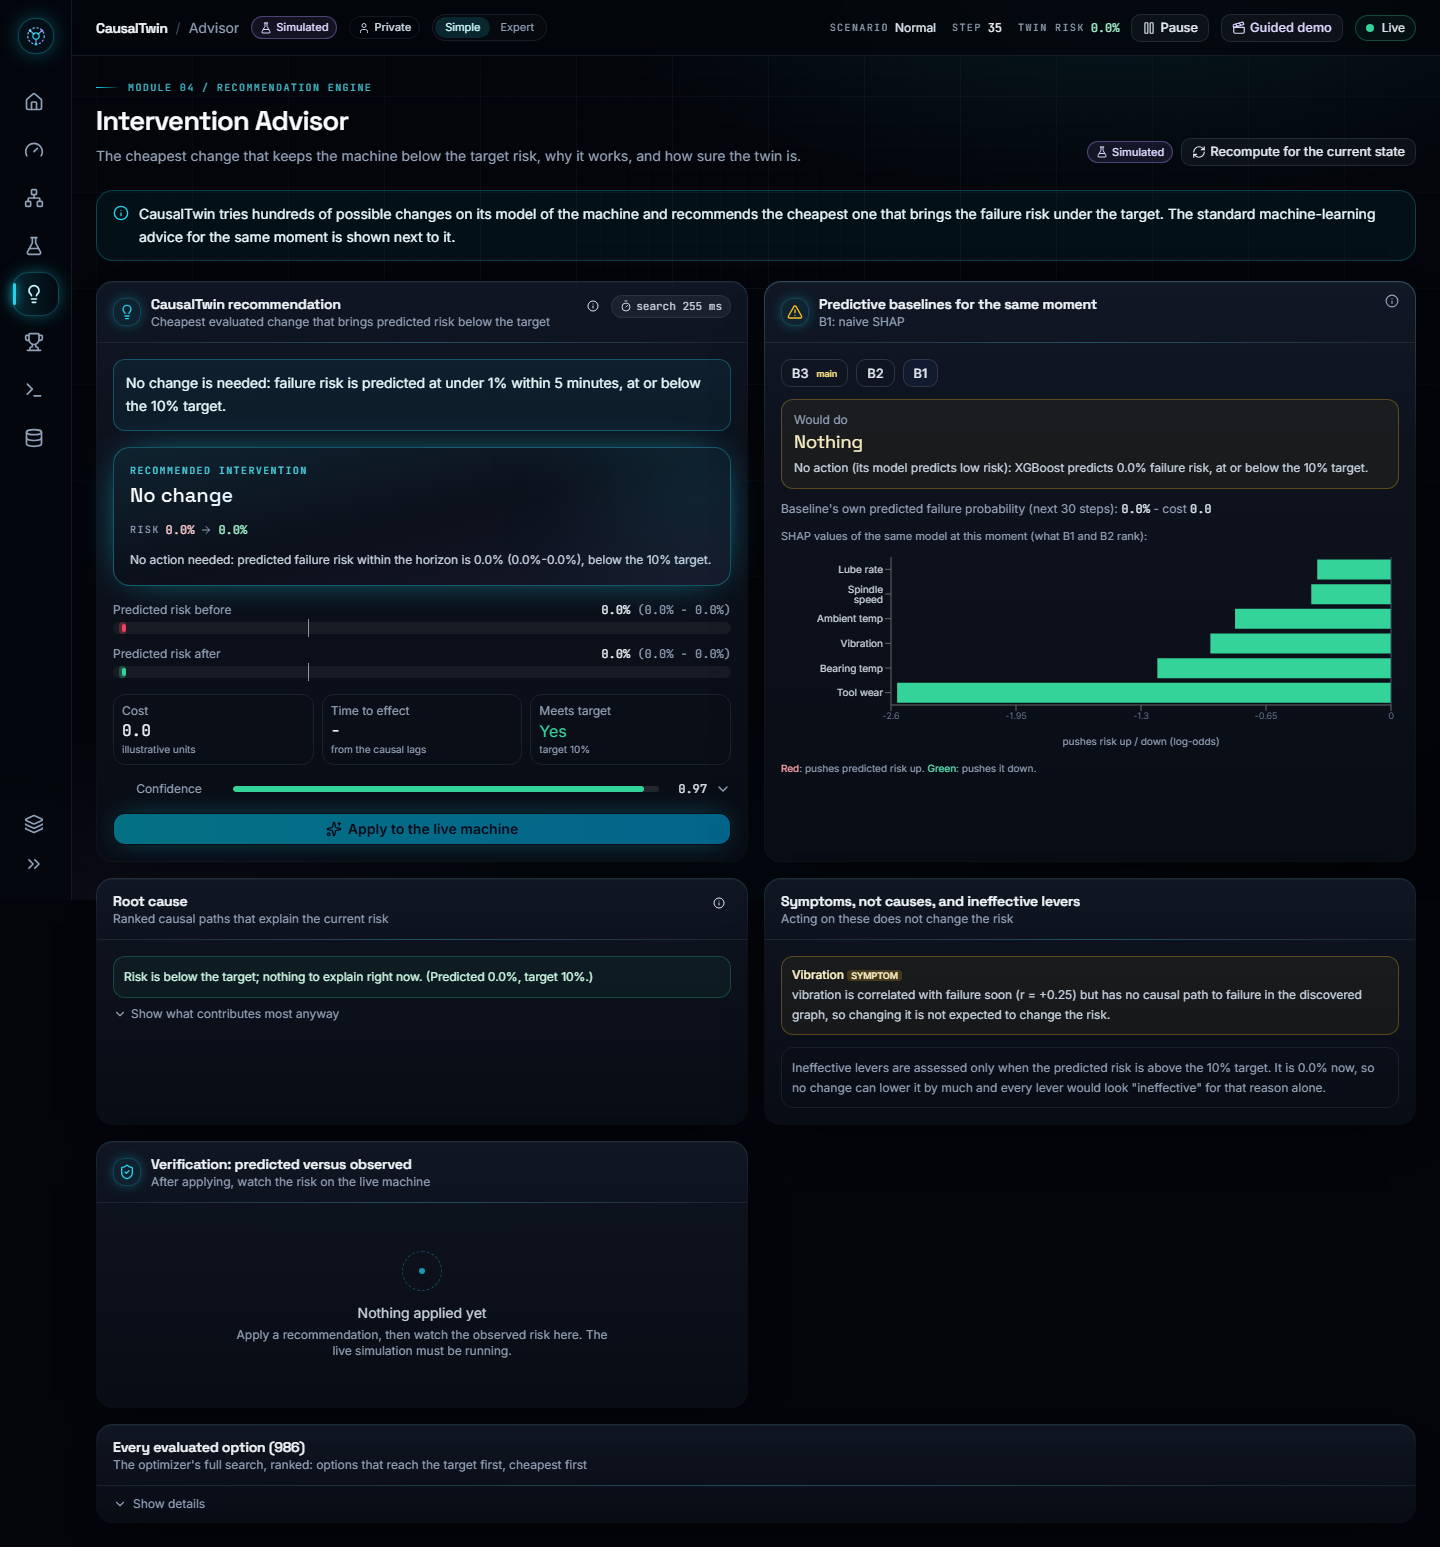 CausalTwin / Advisor Simulated Private Simple Expert SCENARIO Normal STEP 35 TWIN RISK 0.0% Pause Guided demo Live
MODULE 04 / RECOMMENDATION ENGINE
Intervention Advisor
The cheapest change that keeps the machine below the target risk, why it works, and how sure the twin is.
Simulated Recompute for the current state
CausalTwin tries hundreds of possible changes on its model of the machine and recommends the cheapest one that brings the failure risk under the target. The standard machine-learning
advice for the same moment is shown next to it.
CausalTwin recommendation
Cheapest evaluated change that brings predicted risk below the target
search 255 ms
No change is needed: failure risk is predicted at under 1% within 5 minutes, at or below
the 10% target.
RECOMMENDED INTERVENTION
No change
RISK 0.0% → 0.0%
No action needed: predicted failure risk within the horizon is 0.0% (0.0%-0.0%), below the 10% target.
Predicted risk before 0.0% (0.0% - 0.0%)
Predicted risk after 0.0% (0.0% - 0.0%)
Cost
0.0
illustrative units
Time to effect
-
from the causal lags
Meets target
Yes
target 10%
Confidence 0.97
Apply to the live machine
Predictive baselines for the same moment
B1: naive SHAP
B3 main B2 B1
Would do
Nothing
No action (its model predicts low risk): XGBoost predicts 0.0% failure risk, at or below the 10% target.
Baseline's own predicted failure probability (next 30 steps): 0.0% - cost 0.0
SHAP values of the same model at this moment (what B1 and B2 rank):
Lube rate
Spindle
speed
Ambient temp
Vibration
Bearing temp
Tool wear
-2.6 -1.95 -1.3 -0.65 0
pushes risk up / down (log-odds)
Red: pushes predicted risk up. Green: pushes it down.
Root cause
Ranked causal paths that explain the current risk
Risk is below the target; nothing to explain right now. (Predicted 0.0%, target 10%.)
Show what contributes most anyway
Symptoms, not causes, and ineffective levers
Acting on these does not change the risk
Vibration SYMPTOM
vibration is correlated with failure soon (r = +0.25) but has no causal path to failure in the discovered
graph, so changing it is not expected to change the risk.
Ineffective levers are assessed only when the predicted risk is above the 10% target. It is 0.0% now, so
no change can lower it by much and every lever would look "ineffective" for that reason alone.
Verification: predicted versus observed
After applying, watch the risk on the live machine
Nothing applied yet
Apply a recommendation, then watch the observed risk here. The
live simulation must be running.
Every evaluated option (986)
The optimizer's full search, ranked: options that reach the target first, cheapest first
Show details